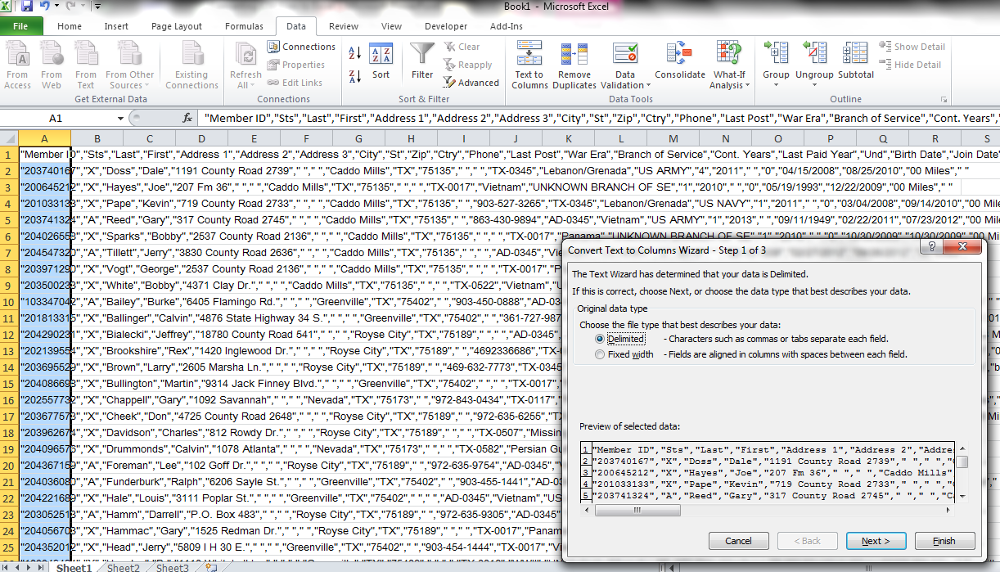 Book1 - Microsoft Excel
File Home Insert Page Layout Formulas Data Review View Developer Add-Ins
From Access From Web From Text From Other Sources Existing Connections Refresh All Connections Properties Edit Links Sort Filter Clear Reapply Advanced Text to Columns Remove Duplicates Data Validation Consolidate What-If Analysis Group Ungroup Subtotal Show Detail Hide Detail
Get External Data Connections Sort & Filter Data Tools Outline
A1 fx "Member ID","Sts","Last","First","Address 1","Address 2","Address 3","City","St","Zip","Ctry","Phone","Last Post","War Era","Branch of Service","Cont. Years",
A B C D E F G H I J K L M N O P Q R S
1 "Member ID","Sts","Last","First","Address 1","Address 2","Address 3","City","St","Zip","Ctry","Phone","Last Post","War Era","Branch of Service","Cont. Years","Last Paid Year","Und","Birth Date","Join Date"
2 "203740167","X","Doss","Dale","1191 County Road 2739"," "," ","Caddo Mills","TX","75135"," "," ","TX-0345","Lebanon/Grenada","US ARMY","4","2011"," ","0","04/15/2008","08/25/2010","00 Miles"," "
3 "200645212","X","Hayes","Joe","207 Fm 36"," "," ","Caddo Mills","TX","75135"," "," ","TX-0017","Vietnam","UNKNOWN BRANCH OF SE","1","2010"," ","0","05/19/1993","12/22/2009","00 Miles"," "
4 "201033133","X","Pape","Kevin","719 County Road 2733"," "," ","Caddo Mills","TX","75135"," ","903-527-3265","TX-0345","Lebanon/Grenada","US NAVY","1","2011"," ","0","03/04/2008","09/14/2010","00 Mil
5 "203741324","A","Reed","Gary","317 County Road 2745"," "," ","Caddo Mills","TX","75135"," ","863-430-9894","AD-0345","Vietnam","US ARMY","1","2013"," ","09/11/1949","02/22/2011","07/23/2012","00 Mile
6 "204026553","X","Sparks","Bobby","2537 County Road 2136"," "," ","Caddo Mills","TX","75135"," "," ","TX-0017","Panama","UNKNOWN BRANCH OF SE","1","2010"," ","0","10/30/2009","10/30/2009","00 Miles
7 "204547320","A","Tillett","Jerry","3830 County Road 2636"," "," ","Caddo Mills","TX","75135"," "," ","AD-0345","Vie
8 "203971290","X","Vogt","George","2537 County Road 2136"," "," ","Caddo Mills","TX","75135"," "," ","TX-0017","P
9 "203500233","X","White","Bobby","4371 Clay Dr."," "," ","Caddo Mills","TX","75135"," "," ","TX-0522","Vietnam","U
10 "103347042","A","Bailey","Burke","6405 Flamingo Rd."," "," ","Greenville","TX","75402"," ","903-450-0888","AD-0
11 "201813315","X","Ballinger","Calvin","4876 State Highway 34 S."," "," ","Greenville","TX","75402"," ","361-727-987
12 "204290231","X","Bialecki","Jeffrey","18780 County Road 541"," "," ","Royse City","TX","75189"," "," ","AD-0345",
13 "202139554","X","Brookshire","Rex","1420 Inglewood Dr."," "," ","Royse City","TX","75189"," ","4692336686","TX-
14 "203695529","X","Brown","Larry","2605 Marsha Ln."," "," ","Royse City","TX","75189"," ","469-632-7773","TX-0345
15 "204086693","X","Bullington","Martin","9314 Jack Finney Blvd."," "," ","Greenville","TX","75402"," "," ","TX-0017",
16 "202557732","X","Chappell","Gary","1092 Savannah"," "," ","Nevada","TX","75173"," ","972-843-0434","TX-0117",
17 "203677573","X","Cheek","Don","4725 County Road 2648"," "," ","Royse City","TX","75189"," ","972-635-6255","TX
18 "203962674","X","Davidson","Charles","812 Rowdy Dr."," "," ","Royse City","TX","75189"," "," ","TX-0507","Missin
19 "204096576","X","Drummonds","Calvin","1078 Atlanta"," "," ","Nevada","TX","75173"," "," ","TX-0582","Persian Gu
20 "204367159","A","Foreman","Lee","102 Goff Dr."," "," ","Royse City","TX","75189"," ","972-635-9754","AD-0345","V
21 "204036080","A","Funderburk","Ralph","6206 Sayle St."," "," ","Greenville","TX","75402"," ","903-455-1441","AD-03
22 "204221689","X","Hale","Louis","3111 Poplar St."," "," ","Greenville","TX","75402"," "," ","AD-0345","Vietnam","US
23 "203052513","A","Hamm","Darrell","P.O. Box 483"," "," ","Royse City","TX","75189"," ","972-635-9305","AD-0345"
24 "204056703","X","Hammac","Gary","1525 Redman Dr."," "," ","Royse City","TX","75189"," "," ","TX-0017","Panam
25 "204352012","X","Head","Jerry","5809 I H 30 E."," "," ","Greenville","TX","75402"," ","903-454-1444","TX-0017","Vi
Convert Text to Columns Wizard - Step 1 of 3
The Text Wizard has determined that your data is Delimited.
If this is correct, choose Next, or choose the data type that best describes your data.
Original data type
Choose the file type that best describes your data:
Delimited - Characters such as commas or tabs separate each field.
Fixed width - Fields are aligned in columns with spaces between each field.
Preview of selected data:
1 "Member ID","Sts","Last","First","Address 1","Address 2","Addre
2 "203740167","X","Doss","Dale","1191 County Road 2739"," "," ","
3 "200645212","X","Hayes","Joe","207 Fm 36"," "," ","Caddo Mills"
4 "201033133","X","Pape","Kevin","719 County Road 2733"," "," ","
5 "203741324","A","Reed","Gary","317 County Road 2745"," "," ","Ca
Cancel < Back Next > Finish
Sheet1 Sheet2 Sheet3